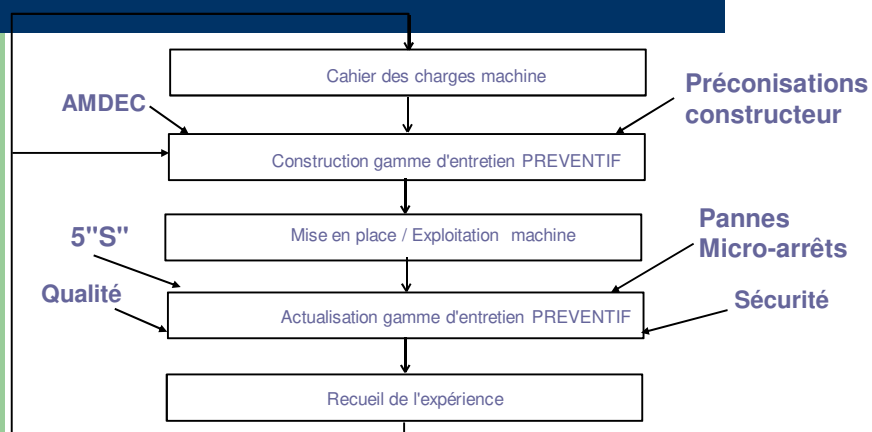 Cahier des charges machine
AMDEC
Préconisations
constructeur
Construction gamme d'entretien PREVENTIF
5"S"
Mise en place / Exploitation machine
Pannes
Micro-arrêts
Qualité
Actualisation gamme d'entretien PREVENTIF
Sécurité
Recueil de l'expérience